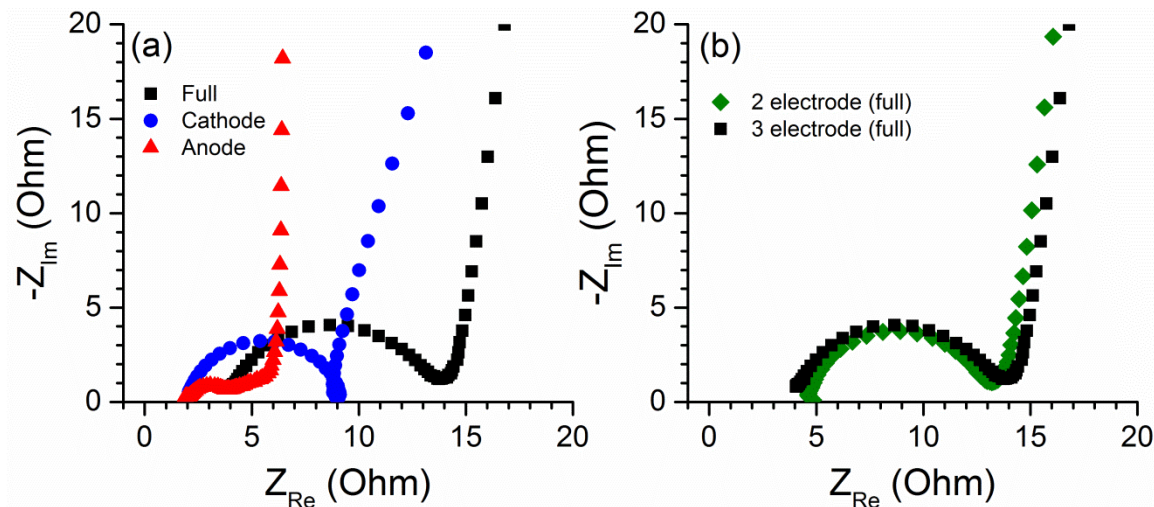 (a)
Full
Cathode
Anode
20
15
10
5
0
-Z_Im (Ohm)
0 5 10 15 20
Z_Re (Ohm)
(b)
2 electrode (full)
3 electrode (full)
20
15
10
5
0
-Z_Im (Ohm)
0 5 10 15 20
Z_Re (Ohm)